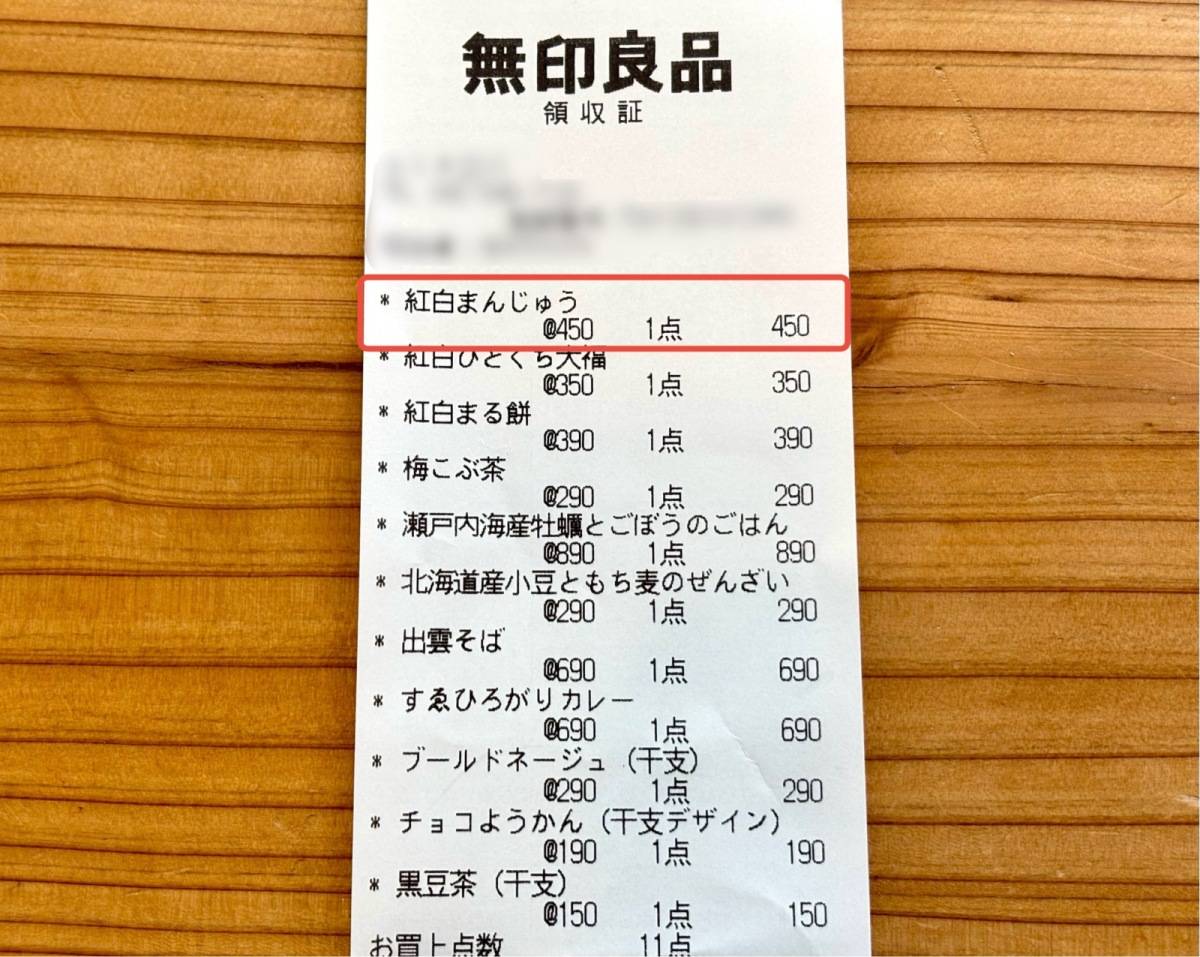 無印良品
領収証
* 紅白まんじゅう
@450 1点 450
* 紅白ひとくち大福
@350 1点 350
* 紅白まる餅
@390 1点 390
* 梅こぶ茶
@290 1点 290
* 瀬戸内海産牡蠣とごぼうのごはん
@890 1点 890
* 北海道産小豆ともち麦のぜんざい
@290 1点 290
* 出雲そば
@690 1点 690
* すゑひろがりカレー
@690 1点 690
* ブールドネージュ（干支）
@290 1点 290
* チョコようかん（干支デザイン）
@190 1点 190
* 黒豆茶（干支）
@150 1点 150
お買上点数 11点